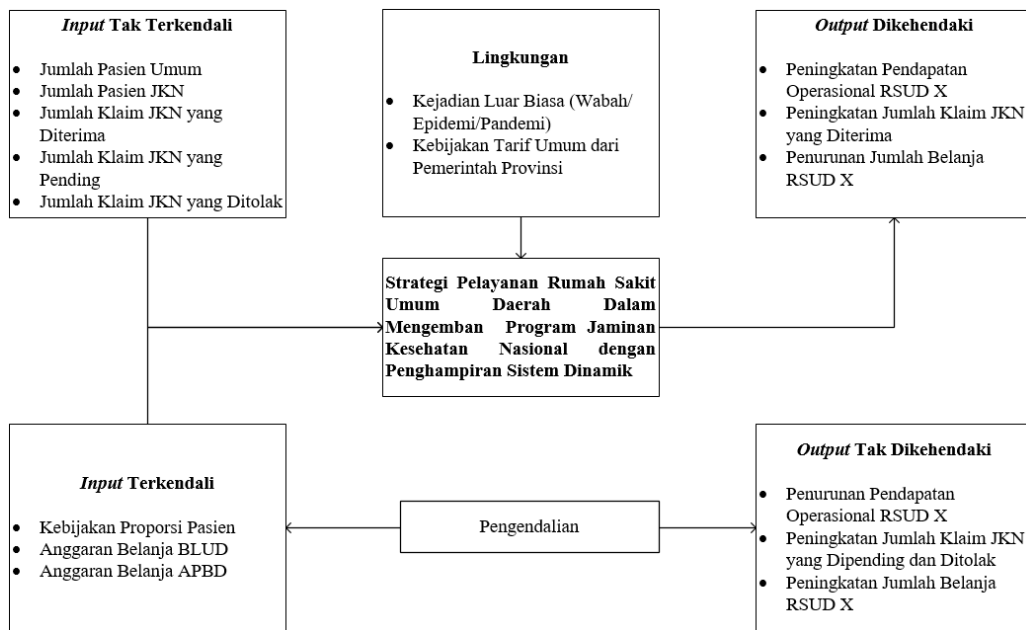 Input Tak Terkendali
• Jumlah Pasien Umum
• Jumlah Pasien JKN
• Jumlah Klaim JKN yang
Diterima
• Jumlah Klaim JKN yang
Pending
• Jumlah Klaim JKN yang Ditolak
Lingkungan
• Kejadian Luar Biasa (Wabah/
Epidemi/Pandemi)
• Kebijakan Tarif Umum dari
Pemerintah Provinsi
Output Dikehendaki
• Peningkatan Pendapatan
Operasional RSUD X
• Peningkatan Jumlah Klaim JKN
yang Diterima
• Penurunan Jumlah Belanja
RSUD X
Strategi Pelayanan Rumah Sakit
Umum Daerah Dalam
Mengemban Program Jaminan
Kesehatan Nasional dengan
Penghampiran Sistem Dinamik
Input Terkendali
• Kebijakan Proporsi Pasien
• Anggaran Belanja BLUD
• Anggaran Belanja APBD
Pengendalian
Output Tak Dikehendaki
• Penurunan Pendapatan
Operasional RSUD X
• Peningkatan Jumlah Klaim JKN
yang Dipending dan Ditolak
• Peningkatan Jumlah Belanja
RSUD X